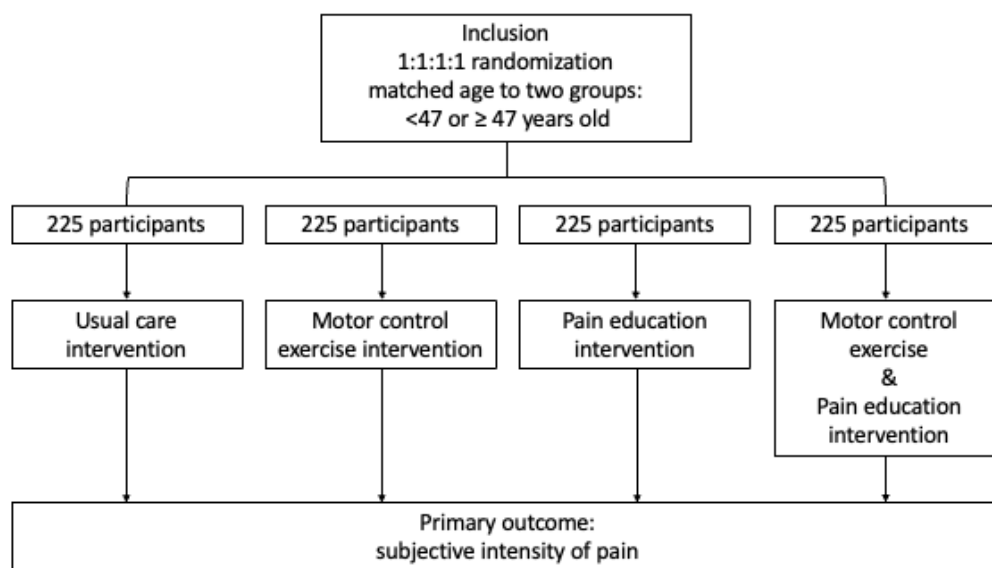 Inclusion
1:1:1:1 randomization
matched age to two groups:
<47 or ≥ 47 years old
225 participants
225 participants
225 participants
225 participants
Usual care
intervention
Motor control
exercise intervention
Pain education
intervention
Motor control
exercise
&
Pain education
intervention
Primary outcome:
subjective intensity of pain